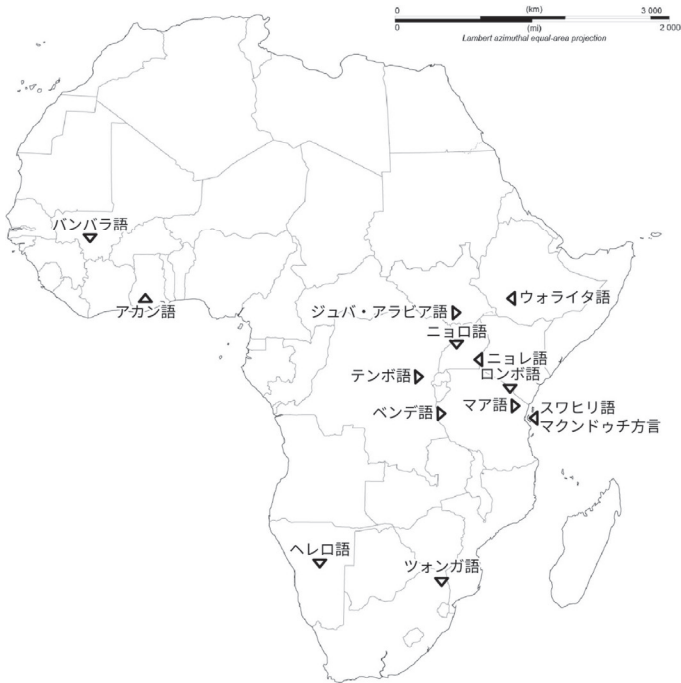 0 (km) 3 000
0 (mi) 2 000
Lambert azimuthal equal-area projection
バンバラ語
アカン語
ウォライタ語
ジュバ・アラビア語
ニョロ語
ニョレ語
テンボ語
ロンボ語
ベンデ語
マア語
スワヒリ語
マクンドゥチ方言
ヘレロ語
ツォンガ語